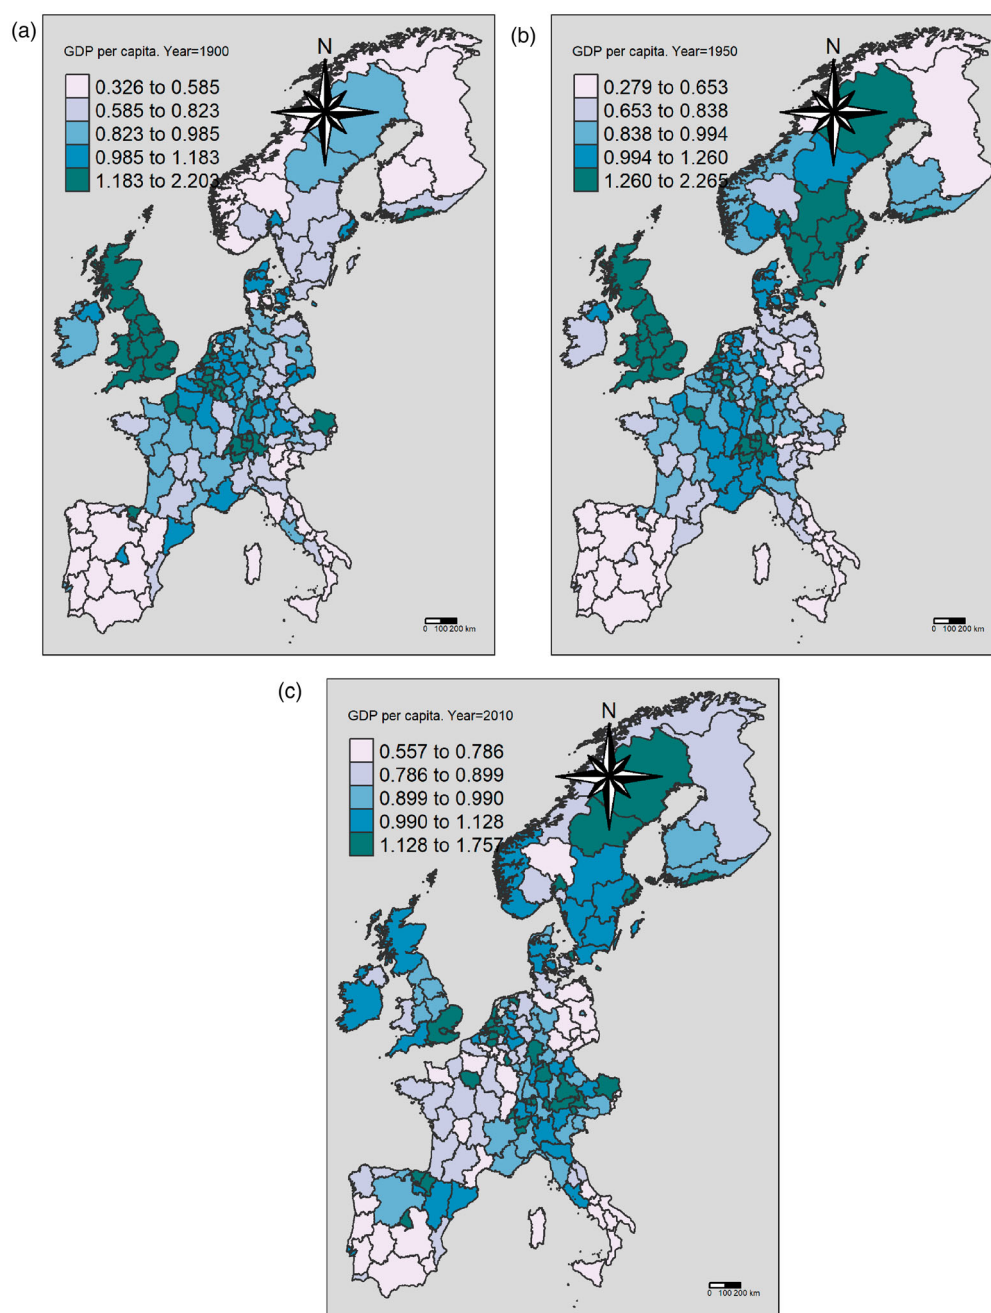 (a)
GDP per capita. Year=1900
N
0.326 to 0.585
0.585 to 0.823
0.823 to 0.985
0.985 to 1.183
1.183 to 2.203
0 100 200 km
(b)
GDP per capita. Year=1950
N
0.279 to 0.653
0.653 to 0.838
0.838 to 0.994
0.994 to 1.260
1.260 to 2.265
0 100 200 km
(c)
GDP per capita. Year=2010
N
0.557 to 0.786
0.786 to 0.899
0.899 to 0.990
0.990 to 1.128
1.128 to 1.757
0 100 200 km